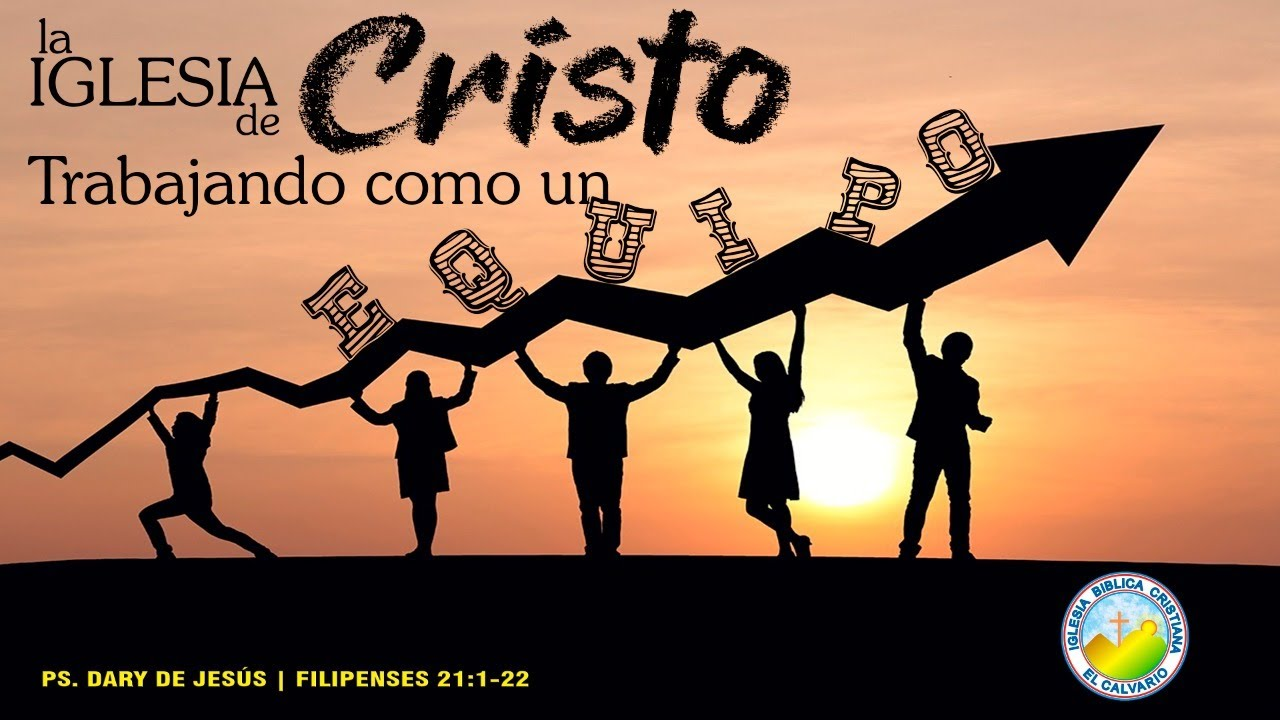 la
IGLESIA
de
Cristo
Trabajando como un
EQUIPO
PS. DARY DE JESÚS | FILIPENSES 21:1-22
IGLESIA BIBLICA CRISTIANA
EL CALVARIO